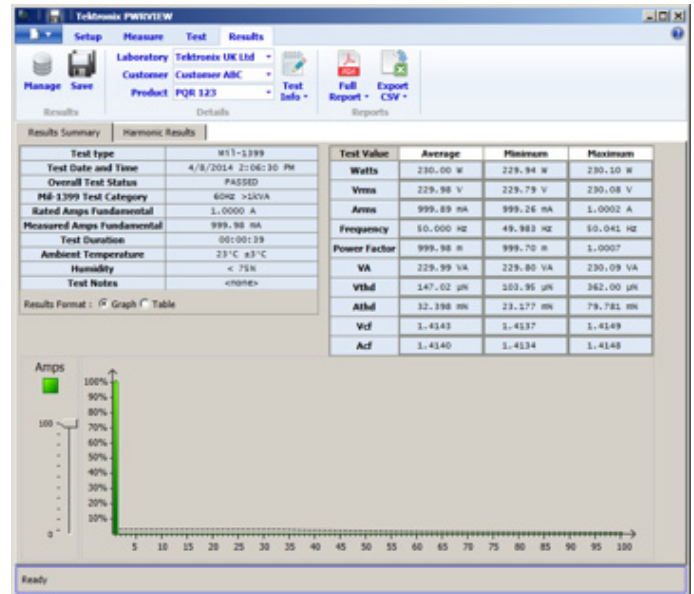 Tektronix PWRVIEW
Setup Measure Test Results
Manage Save
Results
Laboratory Tektronix UK Ltd
Customer Customer ABC
Product PQR 123
Test Info
Details
Full Report Export CSV
Reports
Results Summary Harmonic Results
Test type Mil-1399
Test Date and Time 4/8/2014 2:06:30 PM
Overall Test Status PASSED
Mil-1399 Test Category 60Hz >1kVA
Rated Amps Fundamental 1.0000 A
Measured Amps Fundamental 999.98 mA
Test Duration 00:00:39
Ambient Temperature 23°C ±3°C
Humidity < 75%
Test Notes <none>
Results Format : Graph Table
Test Value Average Minimum Maximum
Watts 230.00 W 229.94 W 230.10 W
Vrms 229.98 V 229.79 V 230.08 V
Arms 999.89 mA 999.26 mA 1.0002 A
Frequency 50.000 Hz 49.983 Hz 50.041 Hz
Power Factor 999.98 m 999.70 m 1.0007
VA 229.99 VA 229.80 VA 230.09 VA
Vthd 147.02 µ% 103.95 µ% 362.00 µ%
Athd 32.398 m% 23.177 m% 79.781 m%
Vcf 1.4143 1.4137 1.4149
Acf 1.4140 1.4134 1.4148
Amps
100
0
100%
90%
80%
70%
60%
50%
40%
30%
20%
10%
5 10 15 20 25 30 35 40 45 50 55 60 65 70 75 80 85 90 95 100
Ready